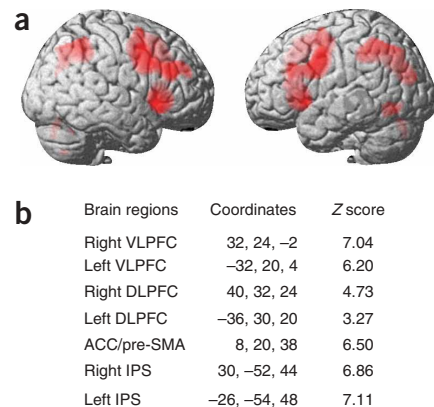 a
b
Brain regions Coordinates Z score
Right VLPFC 32, 24, –2 7.04
Left VLPFC –32, 20, 4 6.20
Right DLPFC 40, 32, 24 4.73
Left DLPFC –36, 30, 20 3.27
ACC/pre-SMA 8, 20, 38 6.50
Right IPS 30, –52, 44 6.86
Left IPS –26, –54, 48 7.11